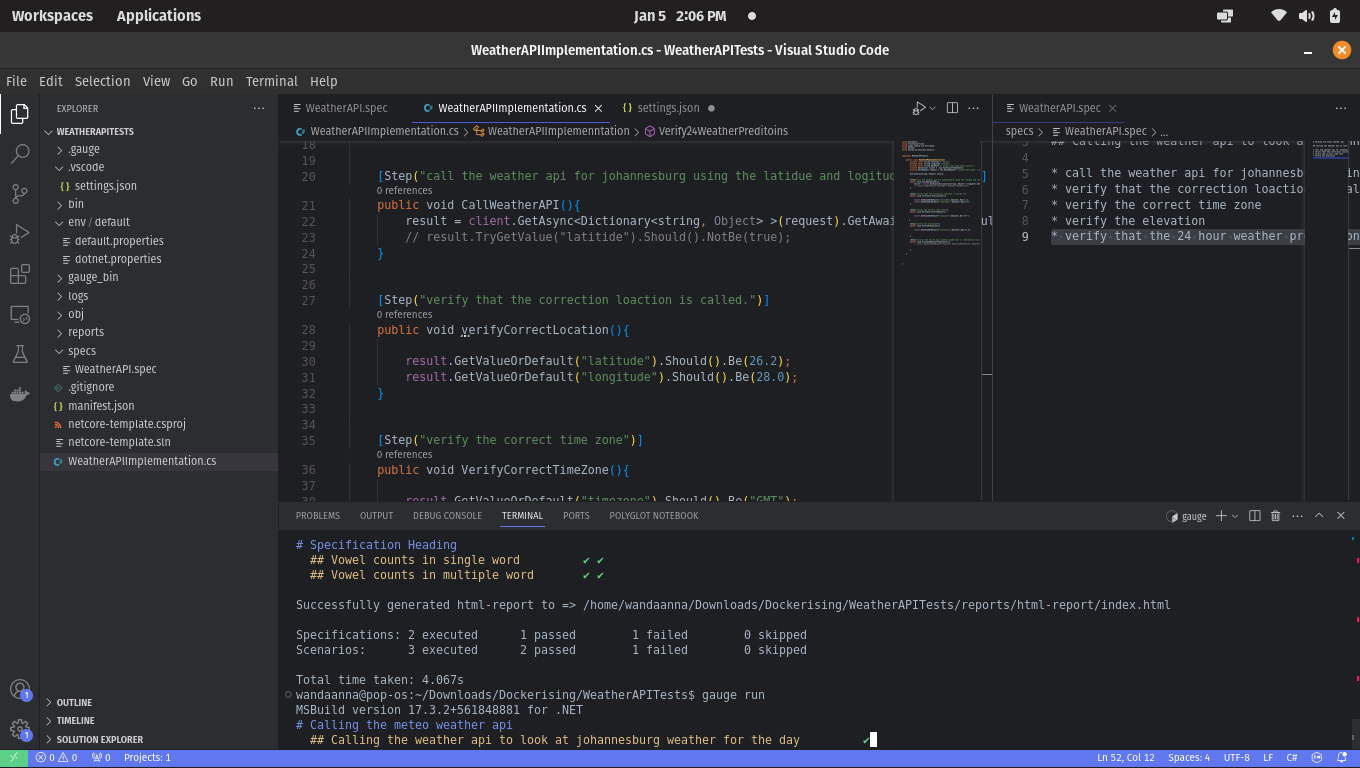 Workspaces Applications Jan 5 2:06 PM
WeatherAPIImplementation.cs - WeatherAPITests - Visual Studio Code
File Edit Selection View Go Run Terminal Help
EXPLORER
WEATHERAPITESTS
.gauge
.vscode
{} settings.json
bin
env / default
default.properties
dotnet.properties
gauge_bin
logs
obj
reports
specs
WeatherAPI.spec
.gitignore
{} manifest.json
netcore-template.csproj
netcore-template.sln
WeatherAPIImplementation.cs
OUTLINE
TIMELINE
SOLUTION EXPLORER
1
1
WeatherAPI.spec WeatherAPIImplementation.cs {} settings.json
WeatherAPIImplementation.cs > WeatherAPIImplemenntation > Verify24WeatherPreditoins
18
19
20 [Step("call the weather api for johannesburg using the latidue and logituc
0 references
21 public void CallWeatherAPI(){
22 result = client.GetAsync<Dictionary<string, Object> >(request).GetAwai
23 // result.TryGetValue("latitide").Should().NotBe(true);
24 }
25
26
27 [Step("verify that the correction loaction is called.")]
0 references
28 public void verifyCorrectLocation(){
29
30 result.GetValueOrDefault("latitude").Should().Be(26.2);
31 result.GetValueOrDefault("longitude").Should().Be(28.0);
32 }
33
34
35 [Step("verify the correct time zone")]
0 references
36 public void VerifyCorrectTimeZone(){
37
38 result.GetValueOrDefault("timezone").Should().Be("GMT");
WeatherAPI.spec
specs > WeatherAPI.spec > ...
3 ## Calling the weather api to look a
4
5 * call the weather api for johannesb
6 * verify that the correction loactio
7 * verify the correct time zone
8 * verify the elevation
9 * verify that the 24 hour weather pr
PROBLEMS OUTPUT DEBUG CONSOLE TERMINAL PORTS POLYGLOT NOTEBOOK gauge
# Specification Heading
## Vowel counts in single word ✔ ✔
## Vowel counts in multiple word ✔ ✔
Successfully generated html-report to => /home/wandaanna/Downloads/Dockerising/WeatherAPITests/reports/html-report/index.html
Specifications: 2 executed 1 passed 1 failed 0 skipped
Scenarios: 3 executed 2 passed 1 failed 0 skipped
Total time taken: 4.067s
wandaanna@pop-os:~/Downloads/Dockerising/WeatherAPITests$ gauge run
MSBuild version 17.3.2+561848881 for .NET
# Calling the meteo weather api
## Calling the weather api to look at johannesburg weather for the day ✔
0 0 0 Projects: 1 Ln 52, Col 12 Spaces: 4 UTF-8 LF C#